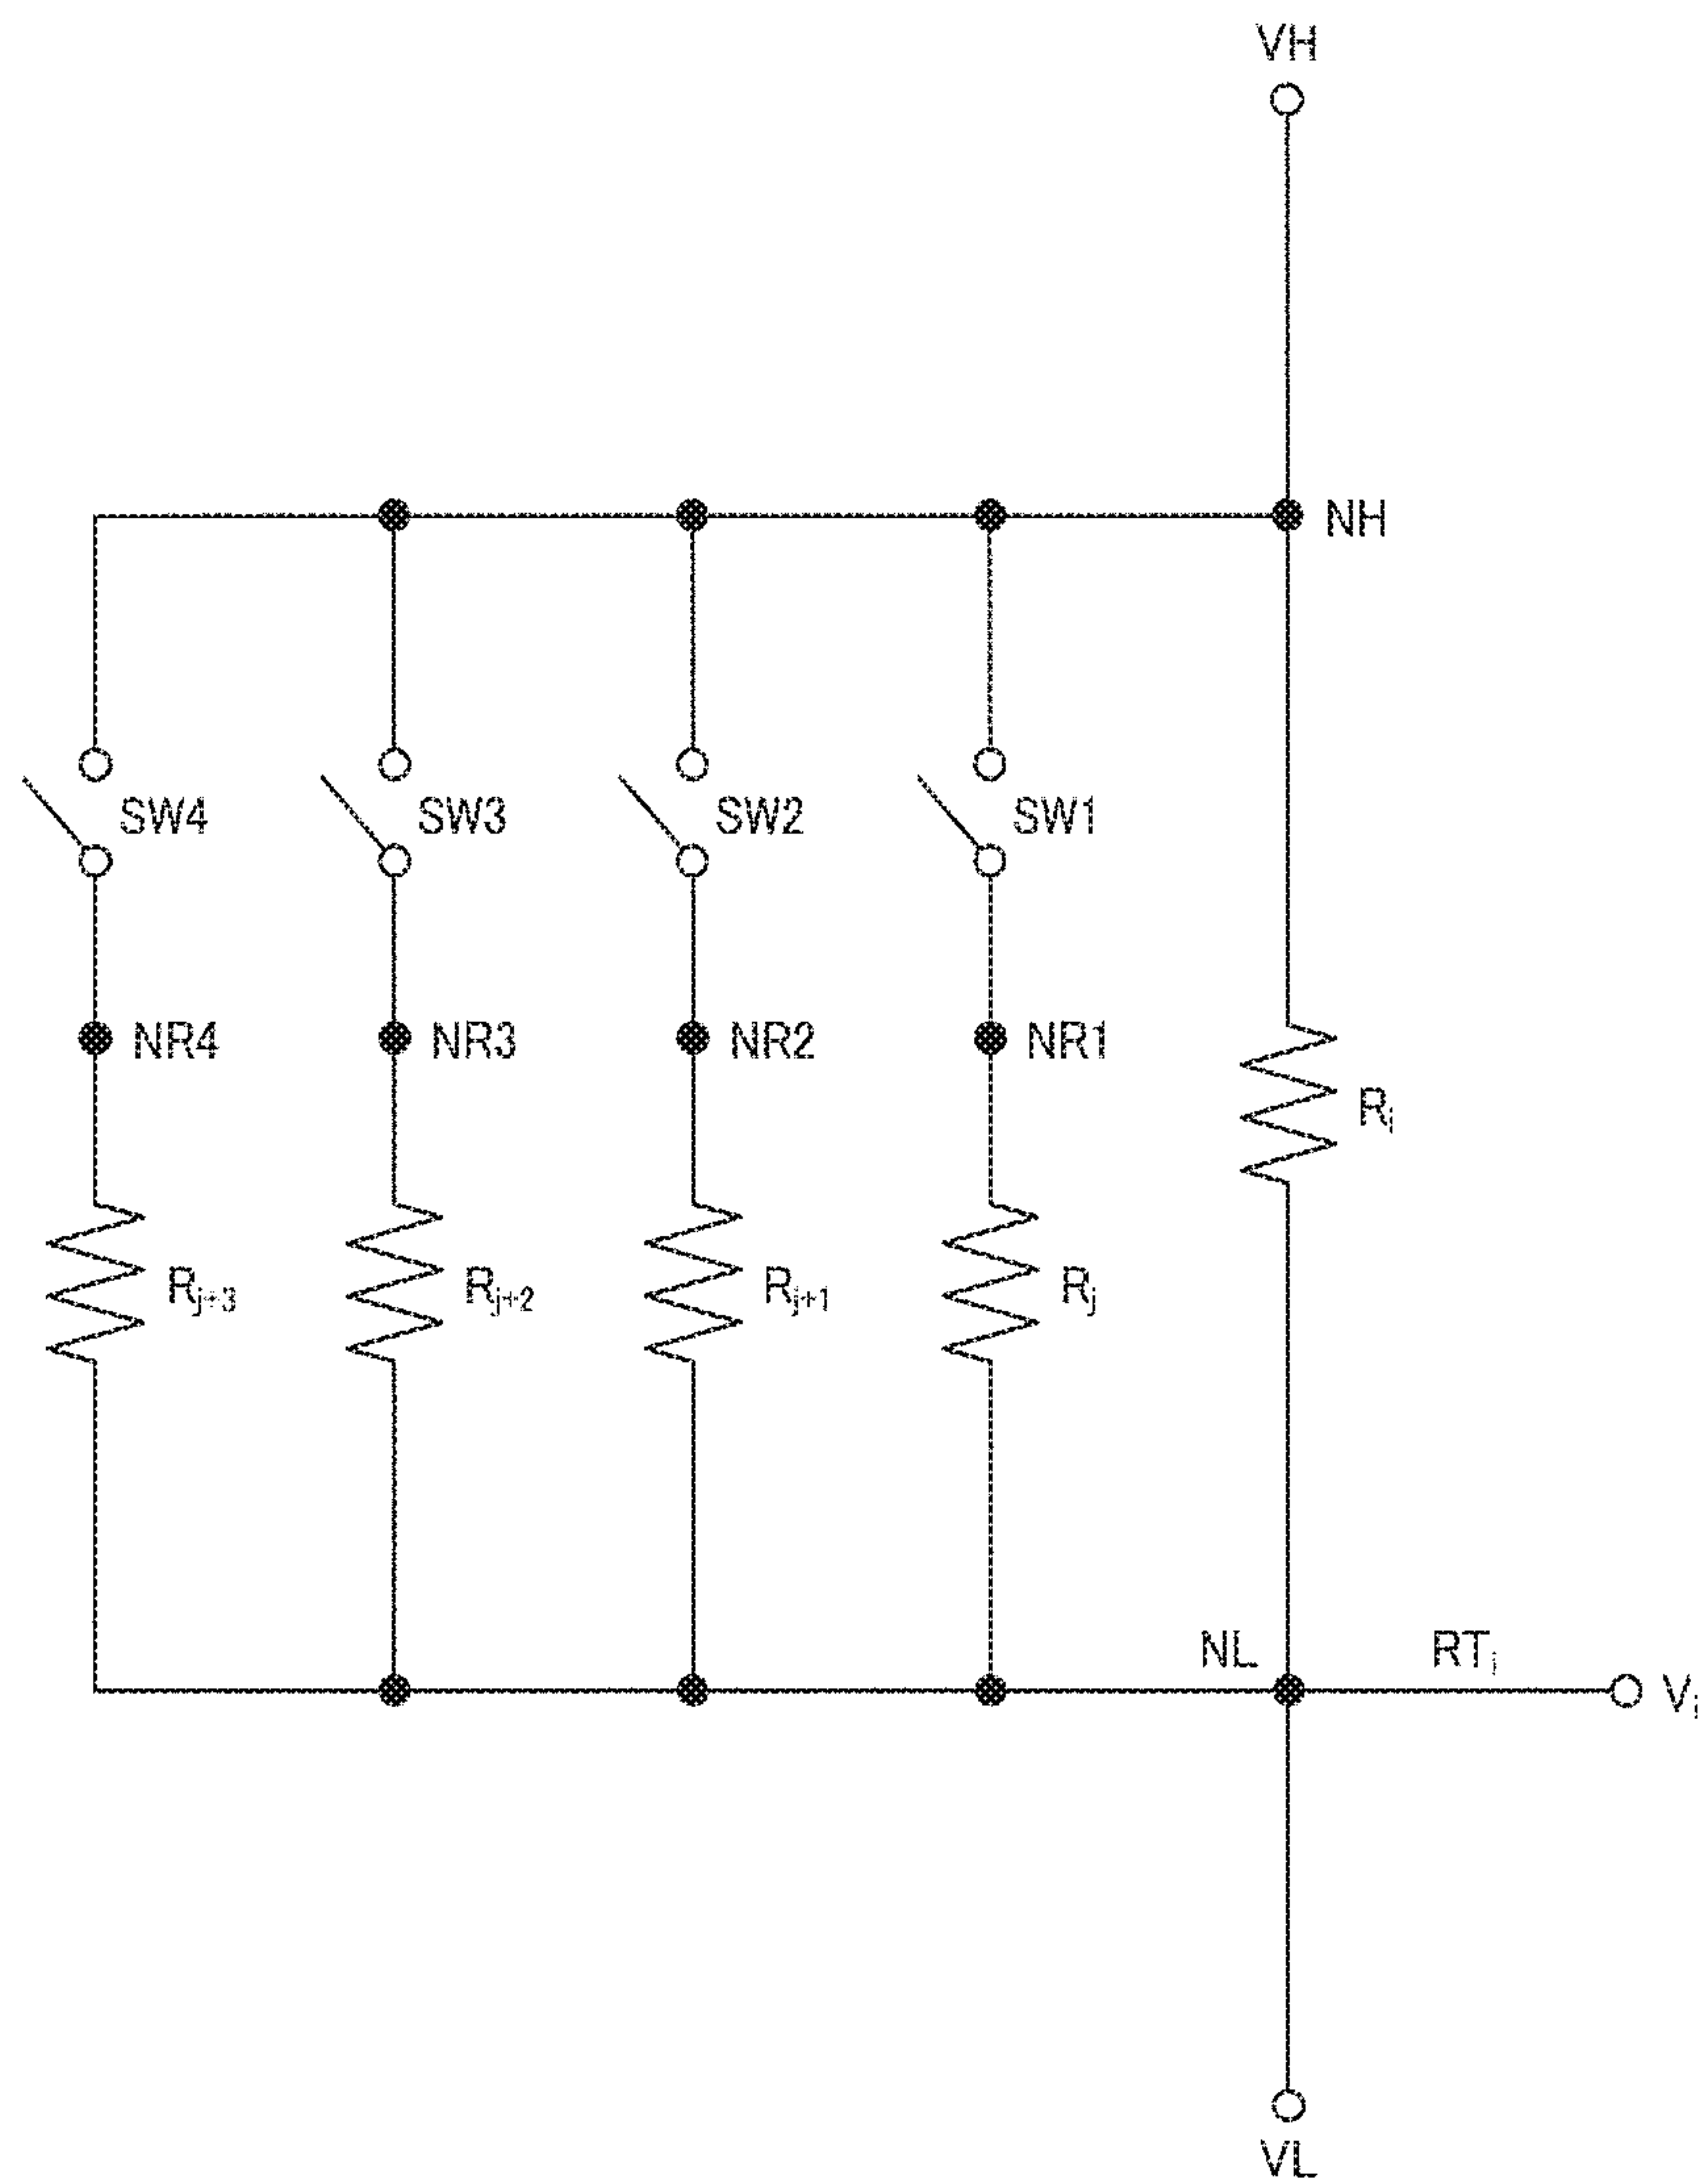 VH
NH
SW4 SW3 SW2 SW1
NR4 NR3 NR2 NR1
Rᵢ
Rⱼ₊₃ Rⱼ₊₂ Rⱼ₊₁ Rⱼ
NL RTᵢ
Vᵢ
VL